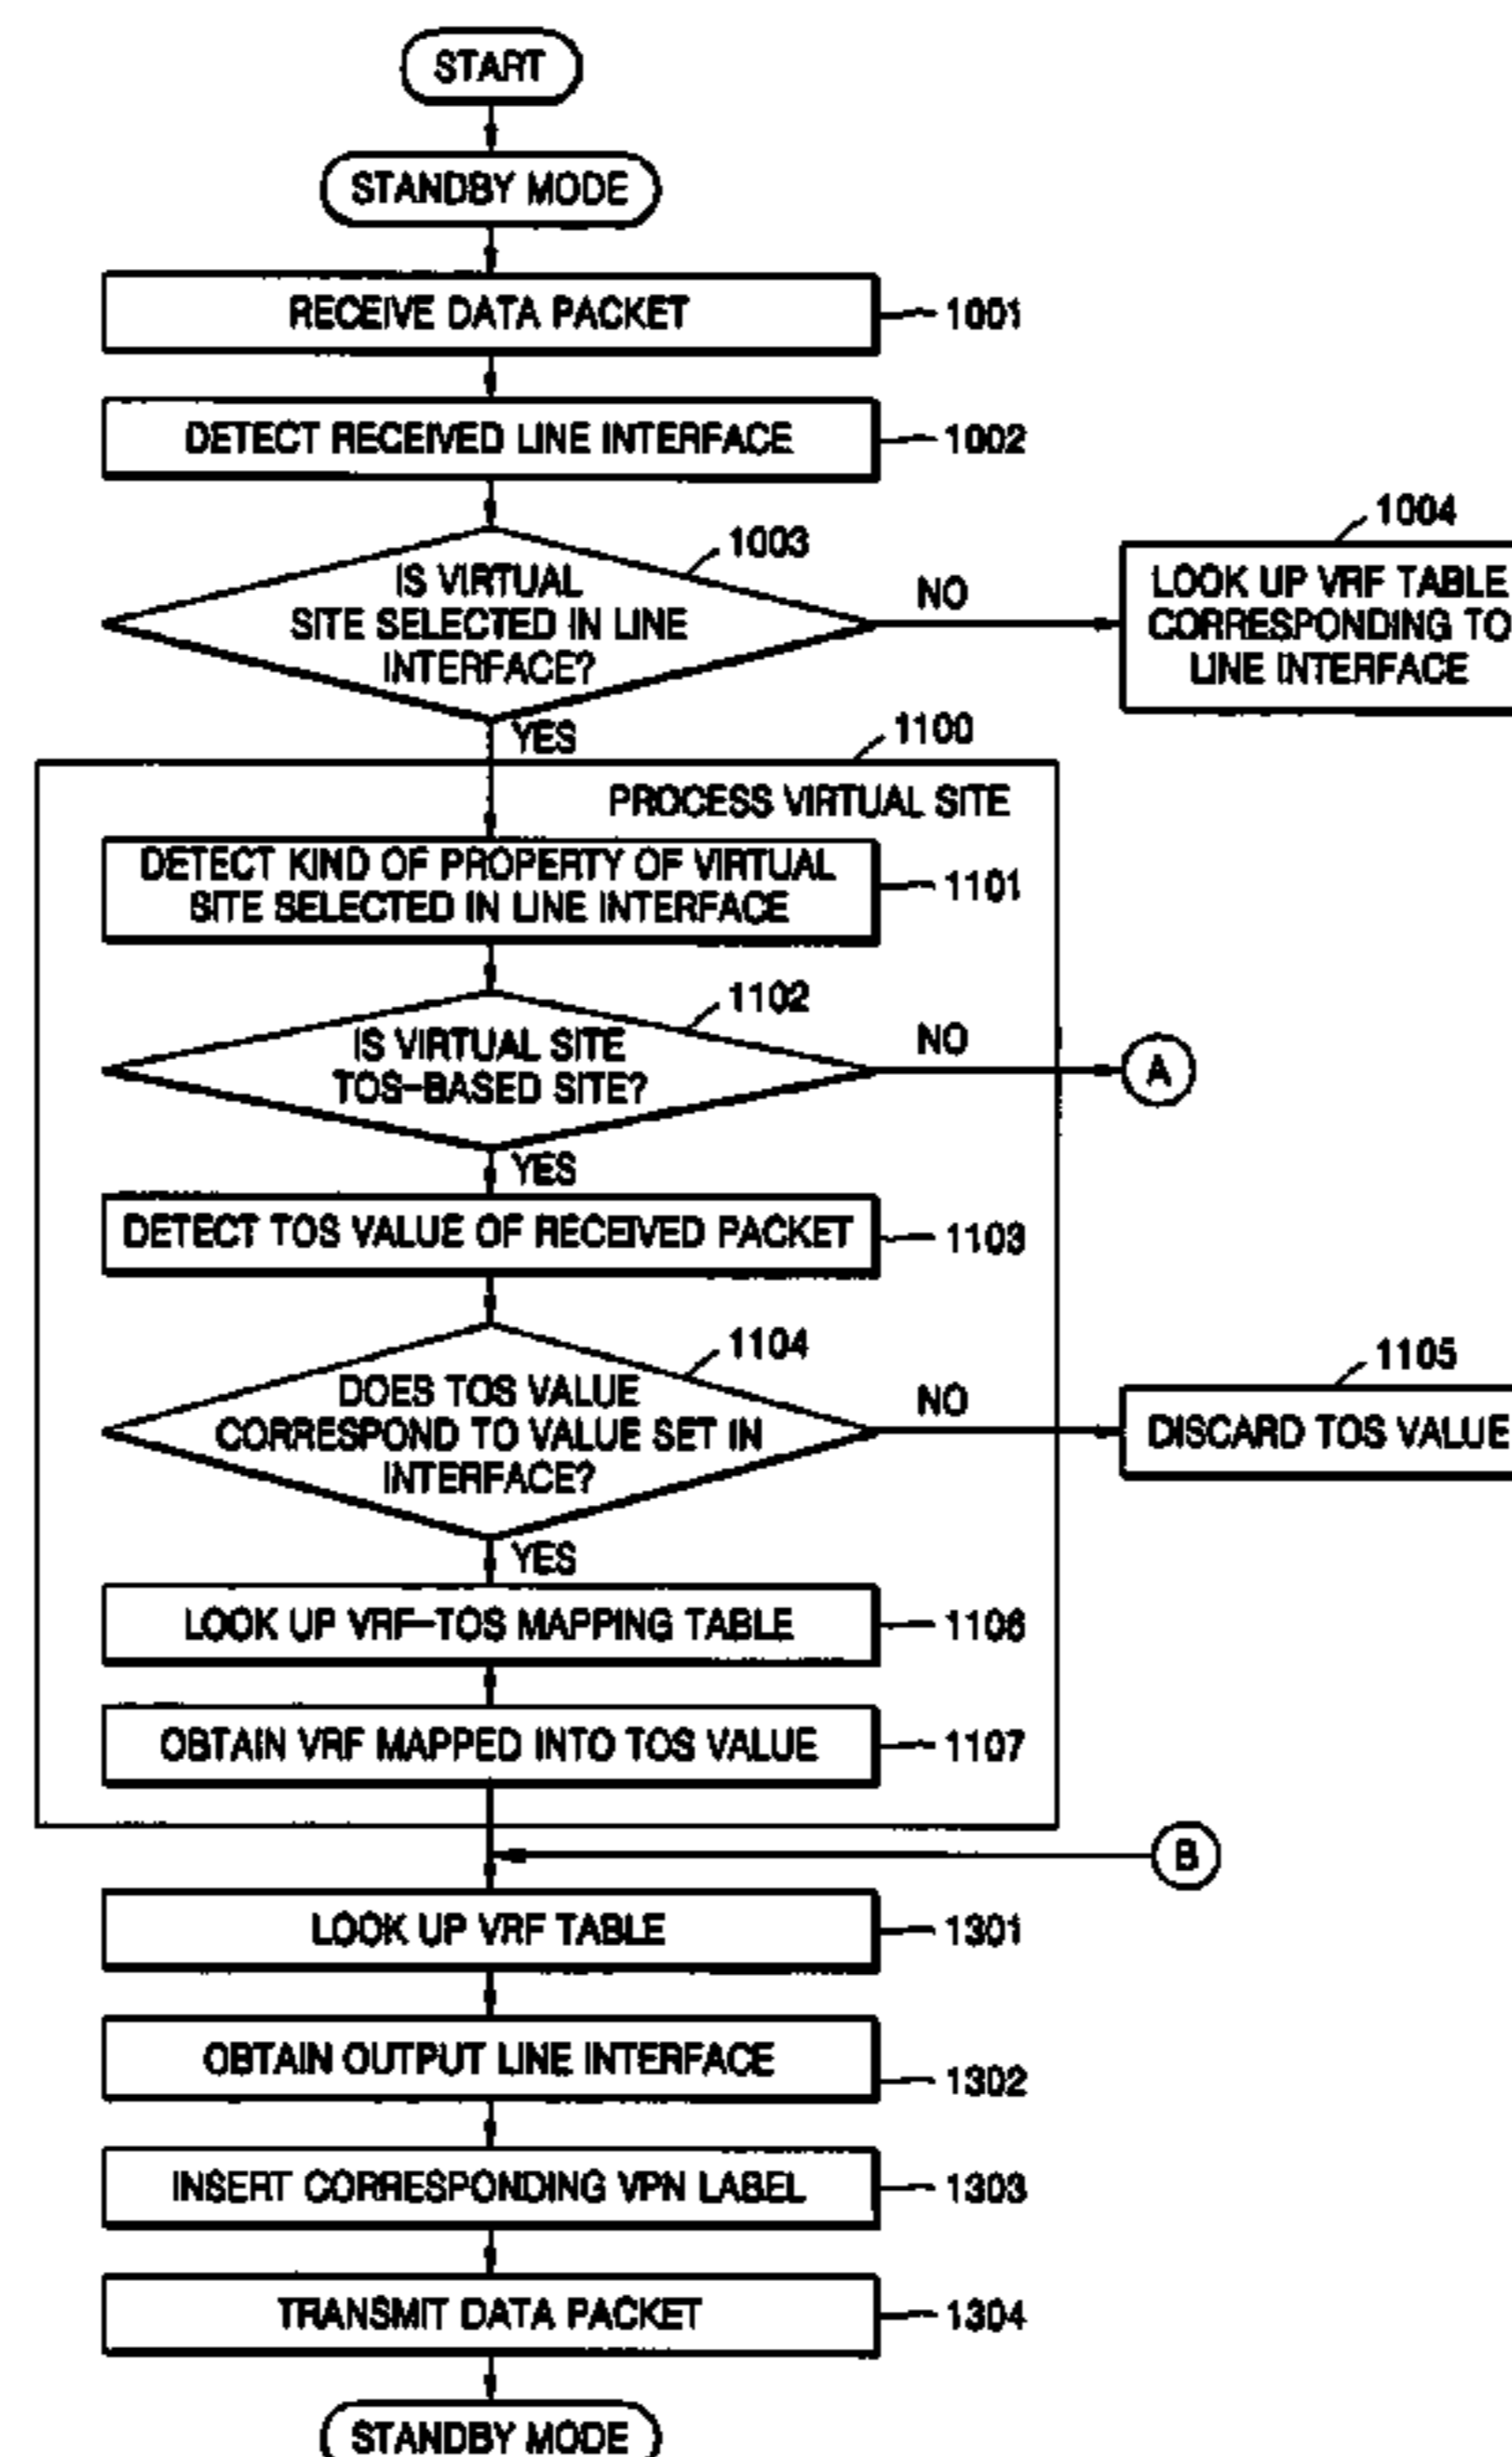 START
STANDBY MODE
RECEIVE DATA PACKET
1001
DETECT RECEIVED LINE INTERFACE
1002
1003
IS VIRTUAL
SITE SELECTED IN LINE
INTERFACE?
NO
YES
1004
LOOK UP VRF TABLE
CORRESPONDING TO
LINE INTERFACE
1100
PROCESS VIRTUAL SITE
DETECT KIND OF PROPERTY OF VIRTUAL
SITE SELECTED IN LINE INTERFACE
1101
1102
IS VIRTUAL SITE
TOS-BASED SITE?
NO
A
YES
DETECT TOS VALUE OF RECEIVED PACKET
1103
1104
DOES TOS VALUE
CORRESPOND TO VALUE SET IN
INTERFACE?
NO
YES
1105
DISCARD TOS VALUE
LOOK UP VRF-TOS MAPPING TABLE
1106
OBTAIN VRF MAPPED INTO TOS VALUE
1107
B
LOOK UP VRF TABLE
1301
OBTAIN OUTPUT LINE INTERFACE
1302
INSERT CORRESPONDING VPN LABEL
1303
TRANSMIT DATA PACKET
1304
STANDBY MODE